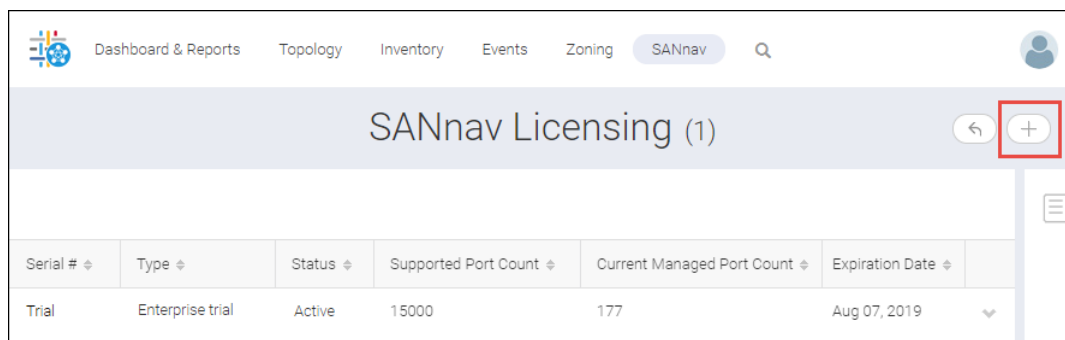 Dashboard & Reports Topology Inventory Events Zoning SANnav
SANnav Licensing (1)
Serial # Type Status Supported Port Count Current Managed Port Count Expiration Date
Trial Enterprise trial Active 15000 177 Aug 07, 2019